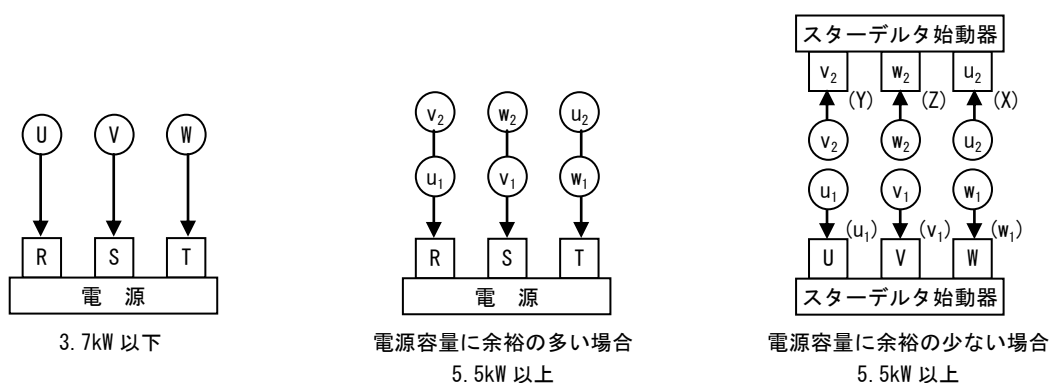 U V W
R S T
電 源
3.7kW 以下
v₂ w₂ u₂
u₁ v₁ w₁
R S T
電 源
電源容量に余裕の多い場合
5.5kW 以上
スターデルタ始動器
v₂ w₂ u₂
(Y) (Z) (X)
v₂ w₂ u₂
u₁ v₁ w₁
(u₁) (v₁) (w₁)
U V W
スターデルタ始動器
電源容量に余裕の少ない場合
5.5kW 以上